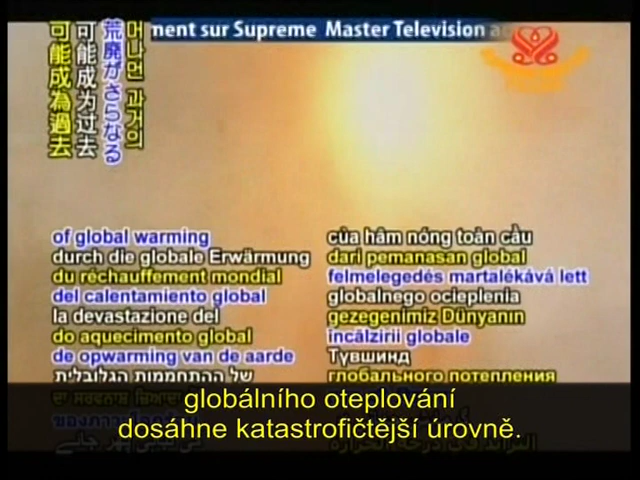 ment sur Supreme Master Television a
머나먼 과거의
荒廃がさらなる
可能成为过去
可能成為過去
of global warming
durch die globale Erwärmung
du réchauffement mondial
del calentamiento global
la devastazione del
do aquecimento global
de opwarming van de aarde
של ההתחממות הגלובלית
của hâm nóng toàn cầu
dari pemanasan global
felmelegedés martalékává lett
globalnego ocieplenia
gezegenimiz Dünyanın
încălzirii globale
Түвшинд
глобального потепления
globálního oteplování
dosáhne katastrofičtější úrovně.